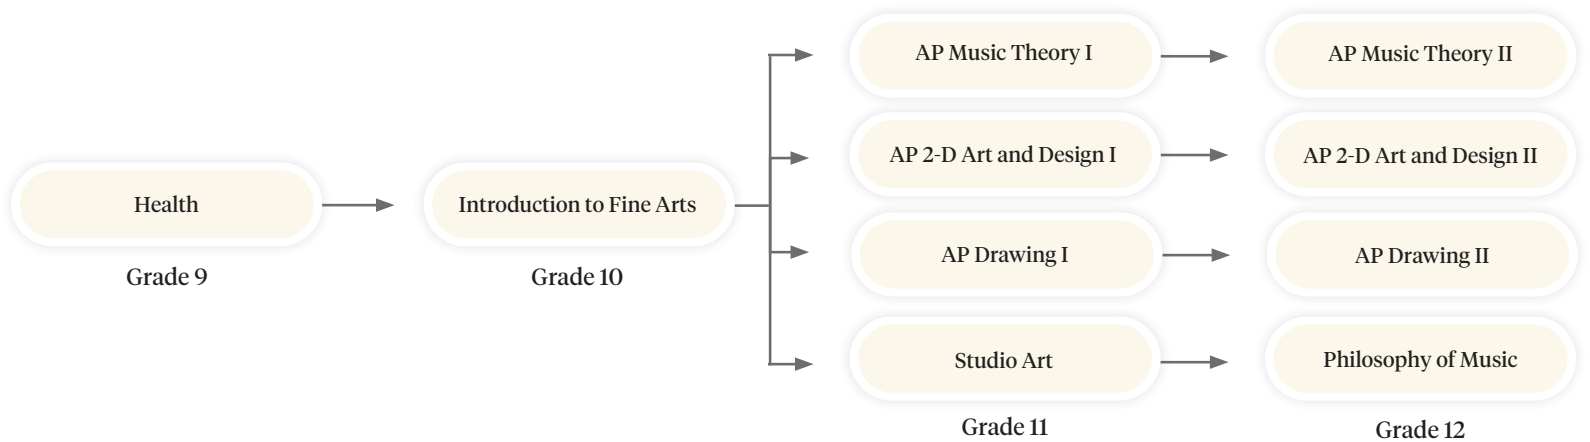 AP Music Theory I
AP Music Theory II
AP 2-D Art and Design I
AP 2-D Art and Design II
Health
Introduction to Fine Arts
AP Drawing I
AP Drawing II
Grade 9
Grade 10
Studio Art
Philosophy of Music
Grade 11
Grade 12